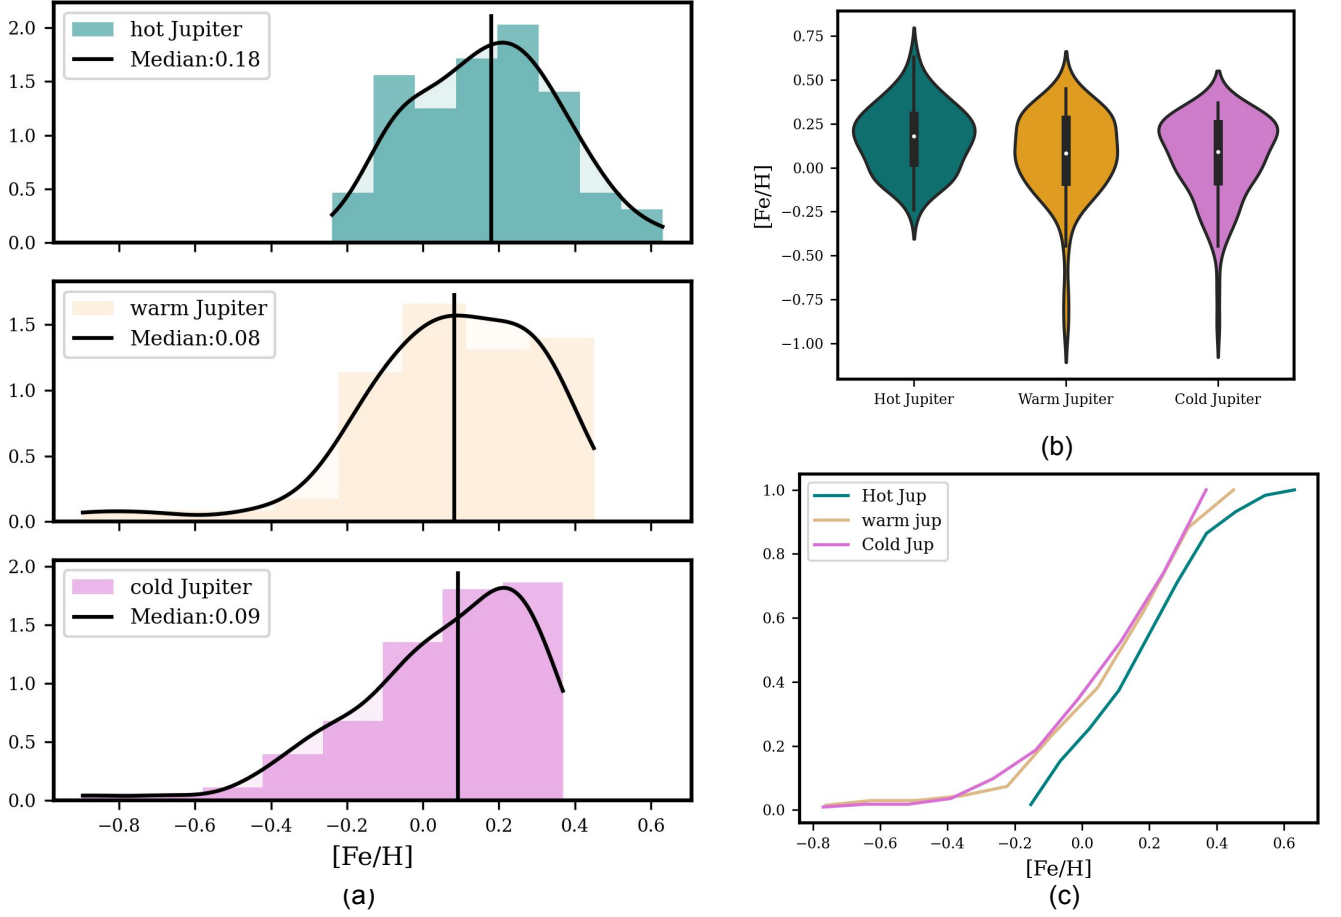 2.0
1.5
1.0
0.5
0.0
hot Jupiter
Median:0.18
1.5
1.0
0.5
0.0
warm Jupiter
Median:0.08
2.0
1.5
1.0
0.5
0.0
cold Jupiter
Median:0.09
−0.8 −0.6 −0.4 −0.2 0.0 0.2 0.4 0.6
[Fe/H]
(a)
[Fe/H]
0.75
0.50
0.25
0.00
−0.25
−0.50
−0.75
−1.00
Hot Jupiter Warm Jupiter Cold Jupiter
(b)
1.0
0.8
0.6
0.4
0.2
0.0
Hot Jup
warm jup
Cold Jup
−0.8 −0.6 −0.4 −0.2 0.0 0.2 0.4 0.6
[Fe/H]
(c)